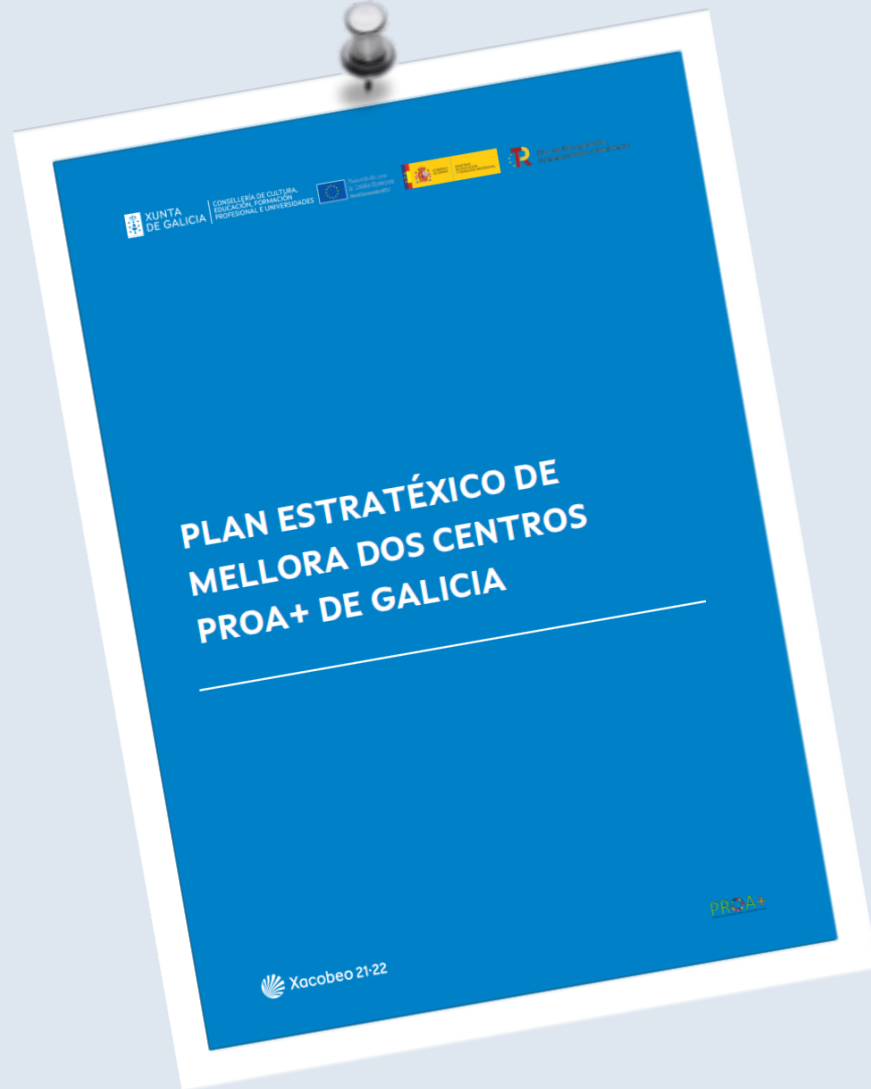 XUNTA
DE GALICIA
CONSELLERÍA DE CULTURA,
EDUCACIÓN, FORMACIÓN
PROFESIONAL E UNIVERSIDADES
PLAN ESTRATÉXICO DE
MELLORA DOS CENTROS
PROA+ DE GALICIA
PROA+
Xacobeo 21-22